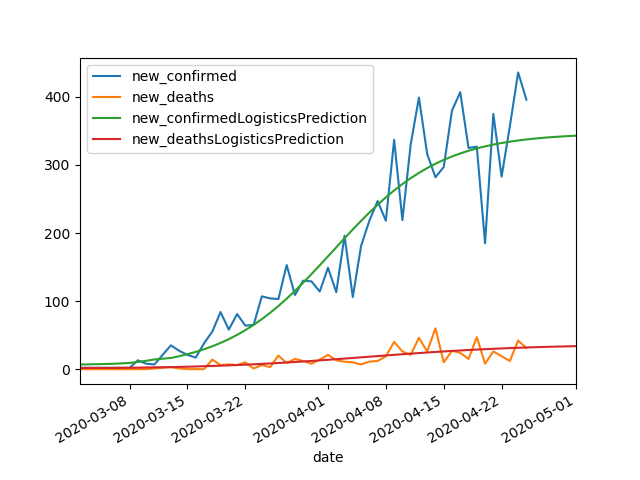 new_confirmed
new_deaths
new_confirmedLogisticsPrediction
new_deathsLogisticsPrediction
400
300
200
100
0
2020-03-08
2020-03-15
2020-03-22
2020-04-01
2020-04-08
2020-04-15
2020-04-22
2020-05-01
date